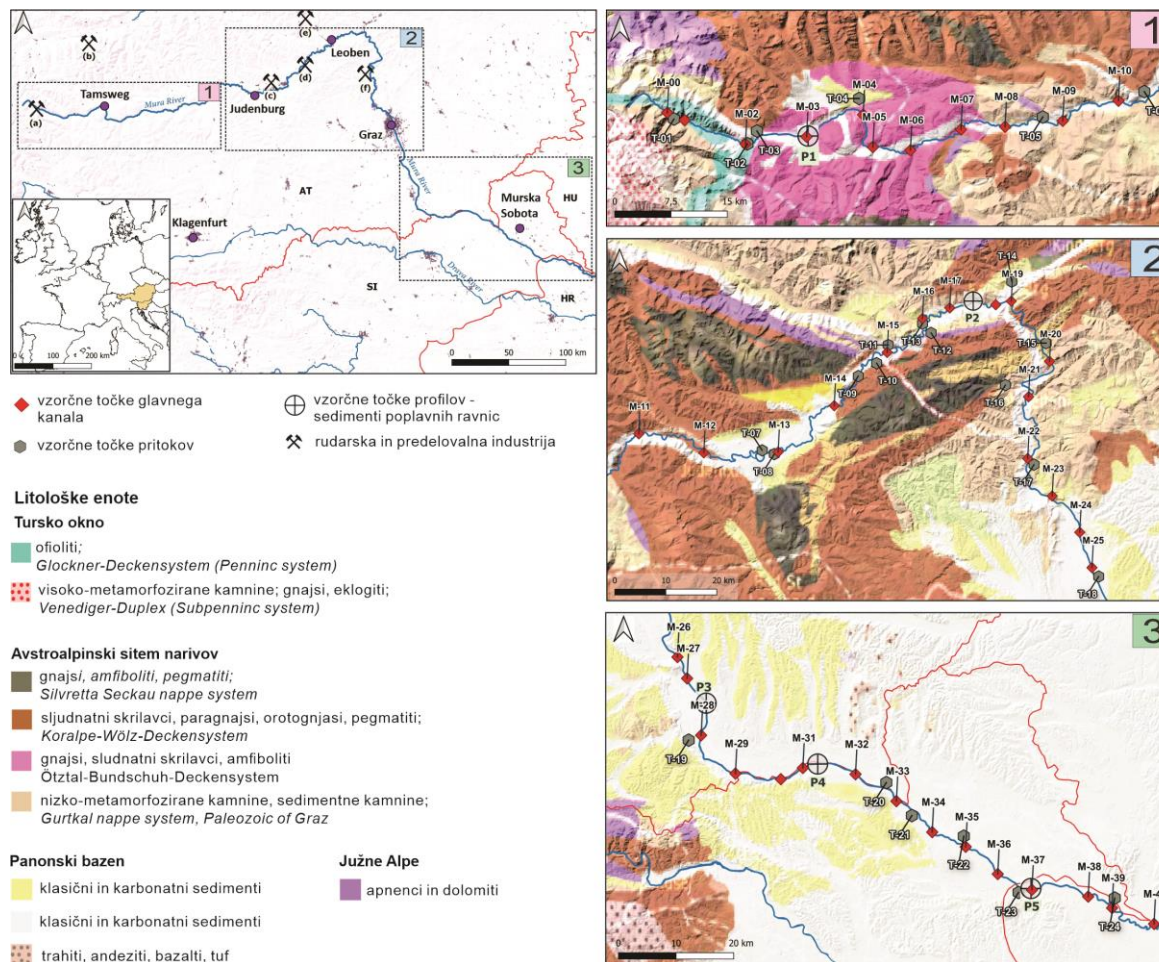 (e)
Leoben
2
(b)
(d)
(f)
1
Tamsweg
Mura River
(c)
(a)
Judenburg
Graz
Mura River
3
AT
Murska
Sobota
HU
Klagenfurt
Drava River
SI
HR
0 100 200 km
0 50 100 km
vzorčne točke glavnega
kanala
vzorčne točke pritokov
vzorčne točke profilov -
sedimenti poplavnih ravnic
rudarska in predelovalna industrija
Litološke enote
Tursko okno
ofioliti;
Glockner-Deckensystem (Penninc system)
visoko-metamorfozirane kamnine; gnajsi, eklogiti;
Venediger-Duplex (Subpenninc system)
Avstroalpinski sitem narivov
gnajsi, amfiboliti, pegmatiti;
Silvretta Seckau nappe system
sljudnatni skrilavci, paragnajsi, orotognjasi, pegmatiti;
Koralpe-Wölz-Deckensystem
gnajsi, sludnatni skrilavci, amfiboliti
Ötztal-Bundschuh-Deckensystem
nizko-metamorfozirane kamnine, sedimentne kamnine;
Gurtkal nappe system, Paleozoic of Graz
Panonski bazen
klasični in karbonatni sedimenti
klasični in karbonatni sedimenti
trahiti, andeziti, bazalti, tuf
Južne Alpe
apnenci in dolomiti
1
M-00
M-02
M-03
M-04
T-04
M-05
M-06
M-07
M-08
M-09
M-10
T-01
T-02
T-03
P1
T-05
0 7,5 15 km
2
T-14
M-19
M-17
M-16
P2
M-15
T-11
T-13
T-12
M-20
T-15
M-14
T-10
T-09
M-21
T-16
M-11
M-12
T-07
M-13
T-08
M-22
T-17
M-23
M-24
M-25
T-18
0 10 20 km
3
M-26
M-27
P3
M-28
T-19
M-29
M-31
P4
M-32
M-33
T-20
M-34
T-21
M-35
T-22
M-36
M-37
P5
T-23
M-38
M-39
T-24
0 10 20 km